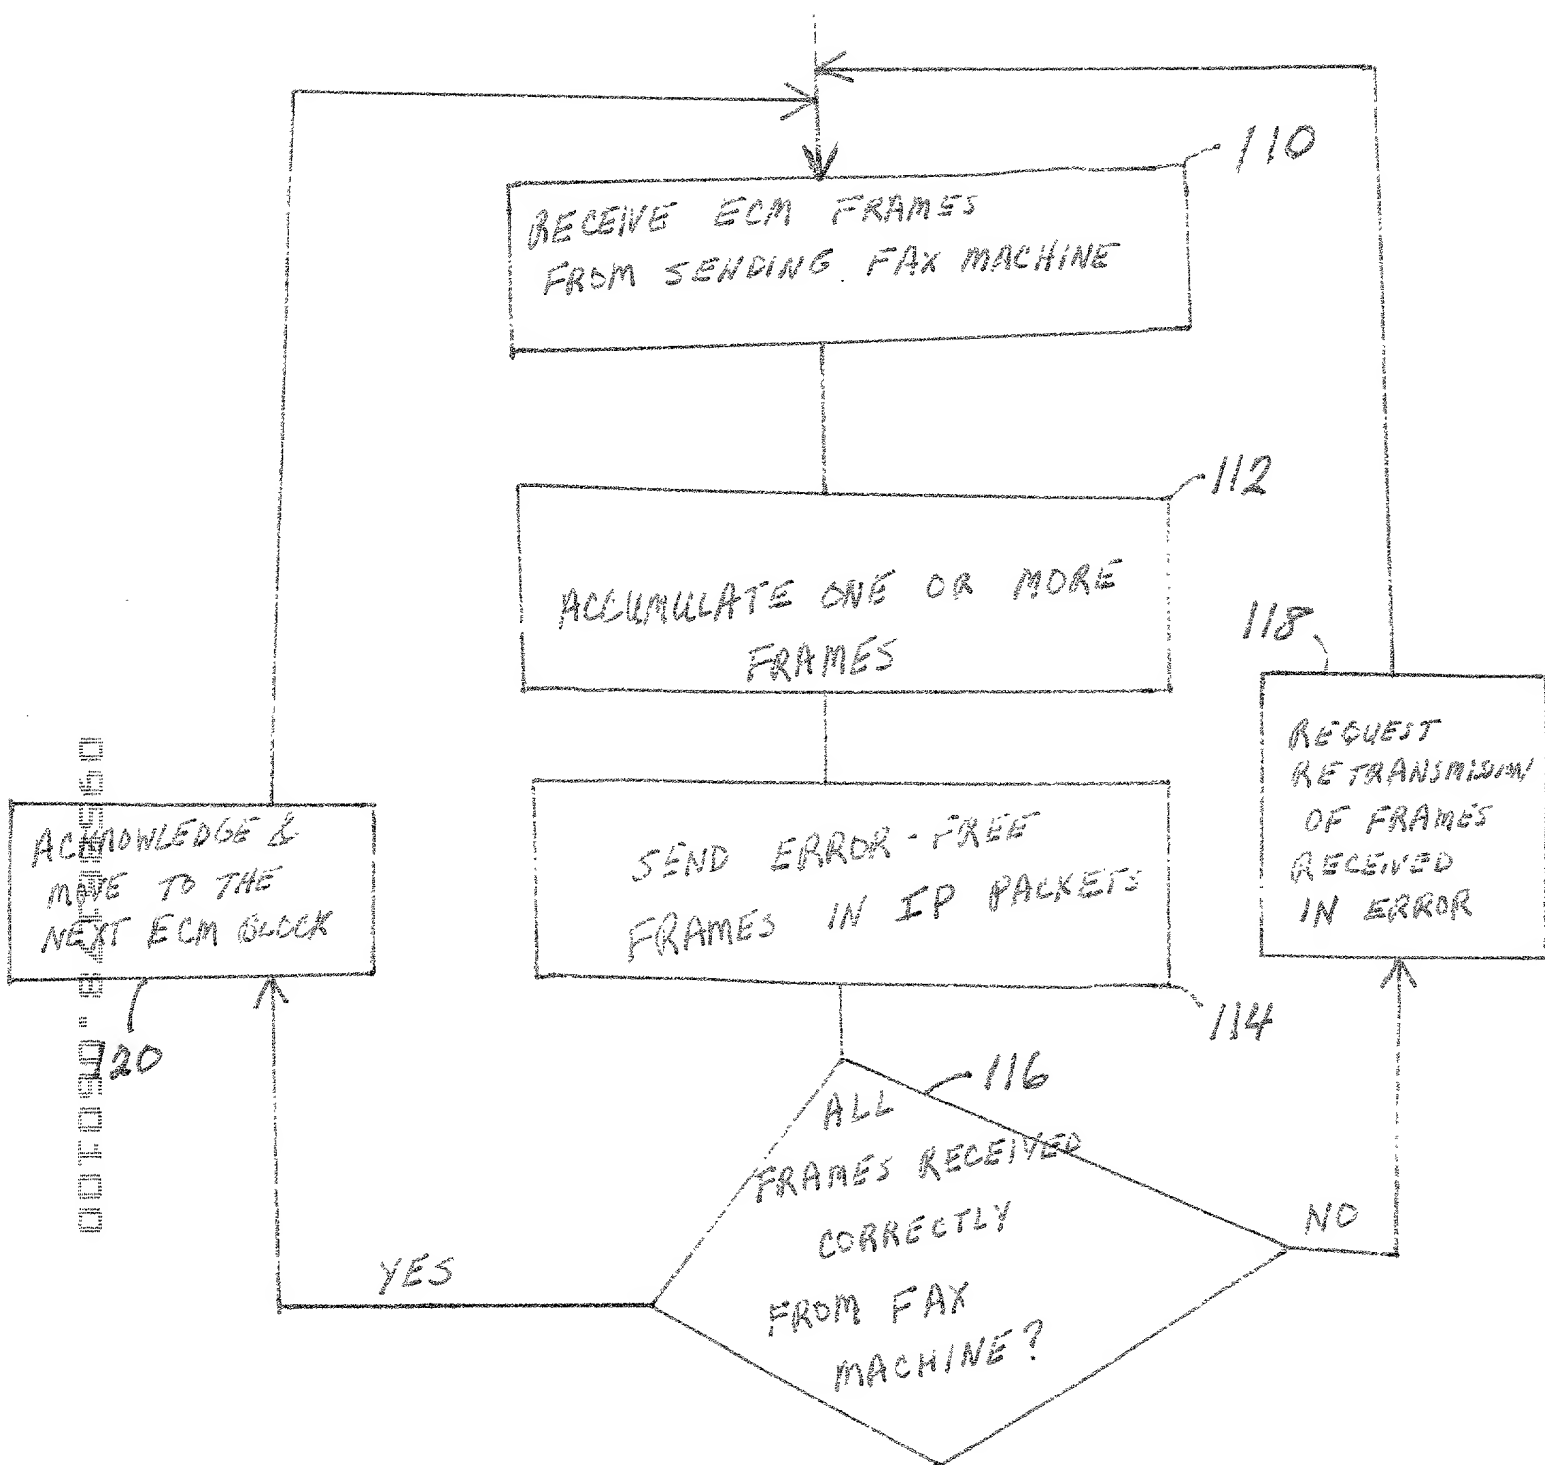 110
RECEIVE ECM FRAMES
FROM SENDING FAX MACHINE
112
ACCUMULATE ONE OR MORE
FRAMES
118
REQUEST
RETRANSMISION
OF FRAMES
RECEIVED
IN ERROR
ACKNOWLEDGE &
MOVE TO THE
NEXT ECM BLOCK
120
SEND ERROR-FREE
FRAMES IN IP PACKETS
114
116
ALL
FRAMES RECEIVED
CORRECTLY
FROM FAX
MACHINE?
YES
NO